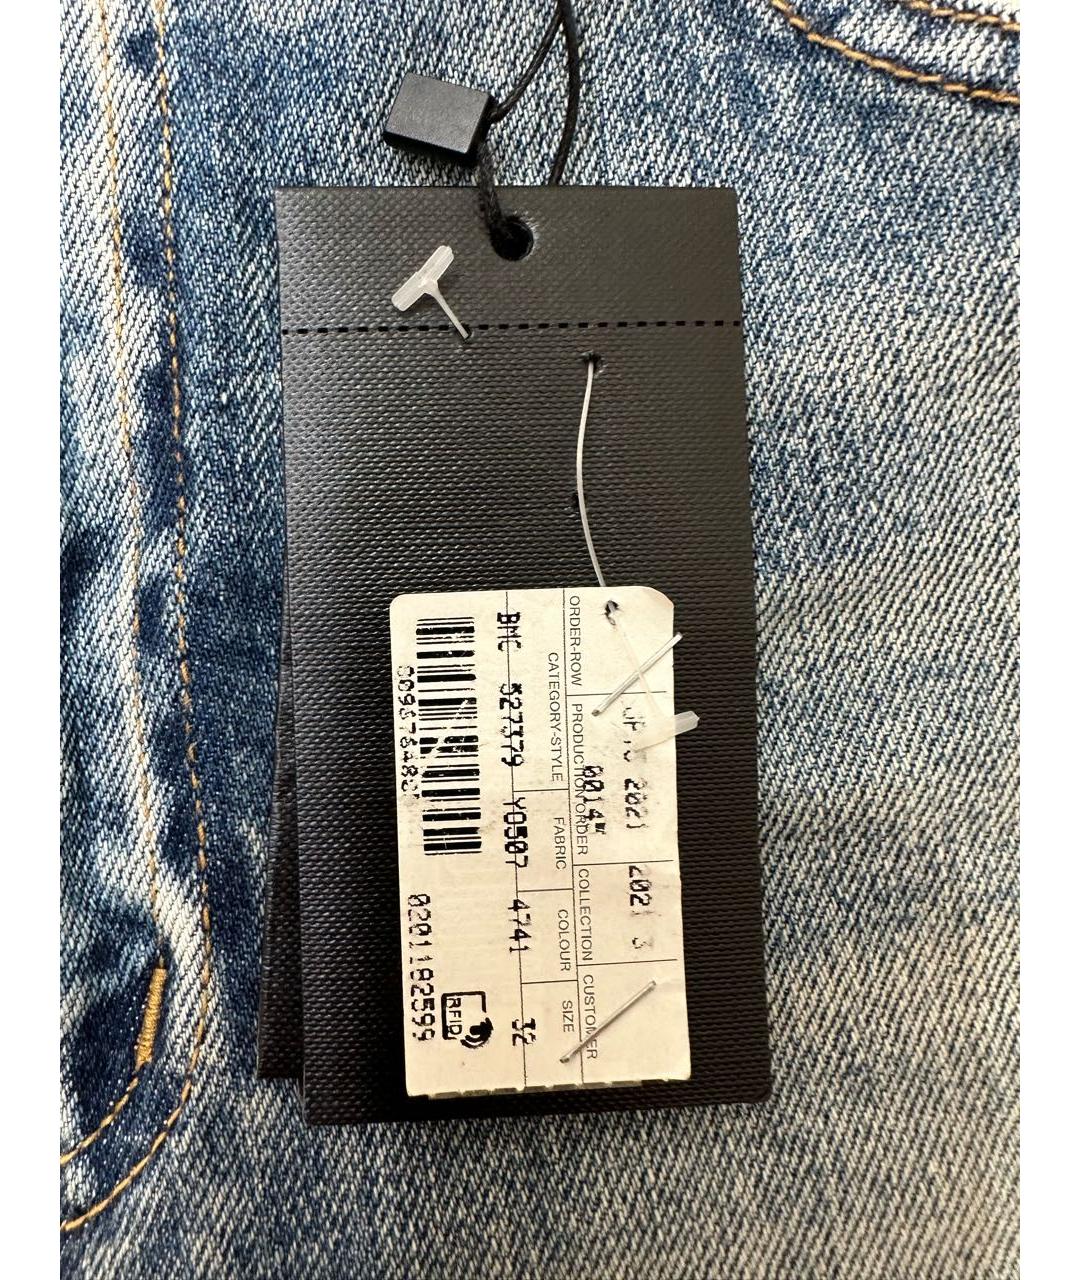 ORDER-ROW PRODUCTION ORDER COLLECTION CUSTOMER
2021
0014
CATEGORY-STYLE FABRIC COLOUR SIZE
BMC 527379 Y0507 4741 32
0201182599
RFID